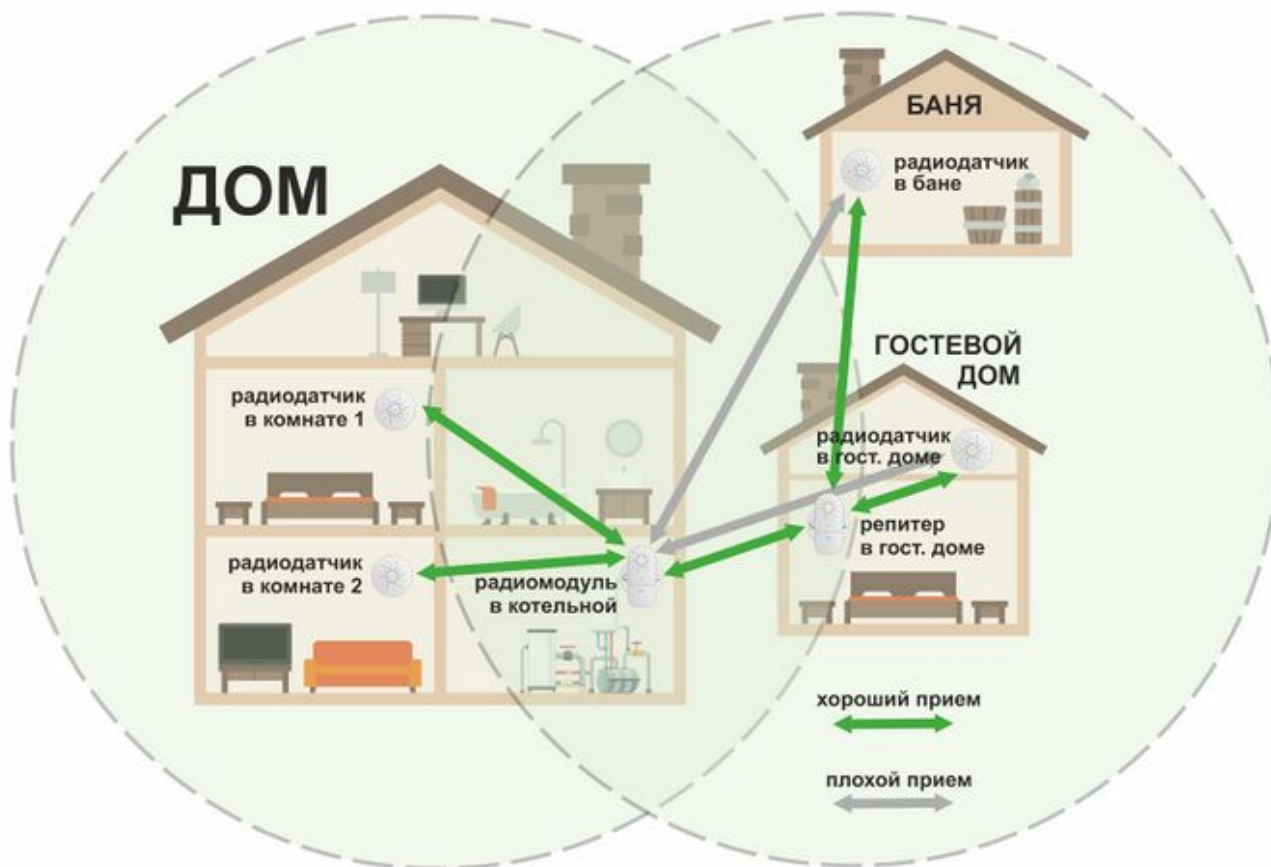 БАНЯ
радиодатчик
в бане
ДОМ
ГОСТЕВОЙ
ДОМ
радиодатчик
в комнате 1
радиодатчик
в гост. доме
репитер
в гост. доме
радиодатчик
в комнате 2
радиомодуль
в котельной
хороший прием
плохой прием